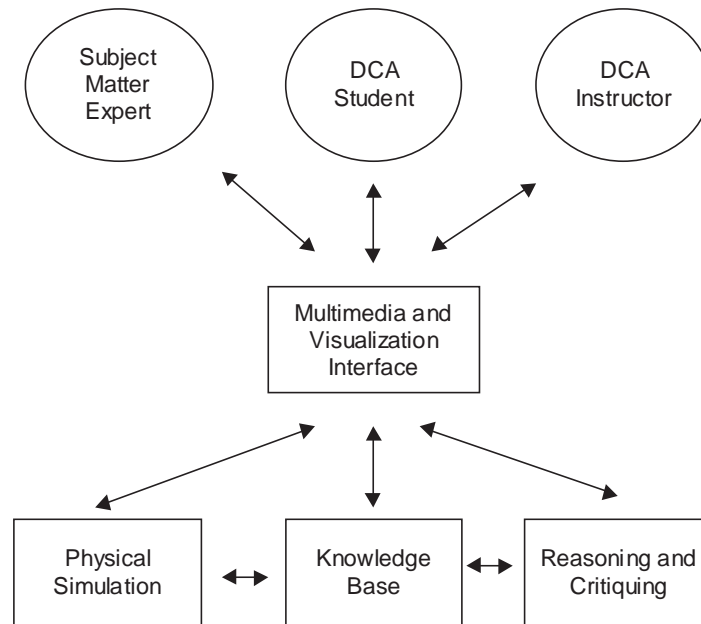 Subject
Matter
Expert
DCA
Student
DCA
Instructor
Multimedia and
Visualization
Interface
Physical
Simulation
Knowledge
Base
Reasoning and
Critiquing